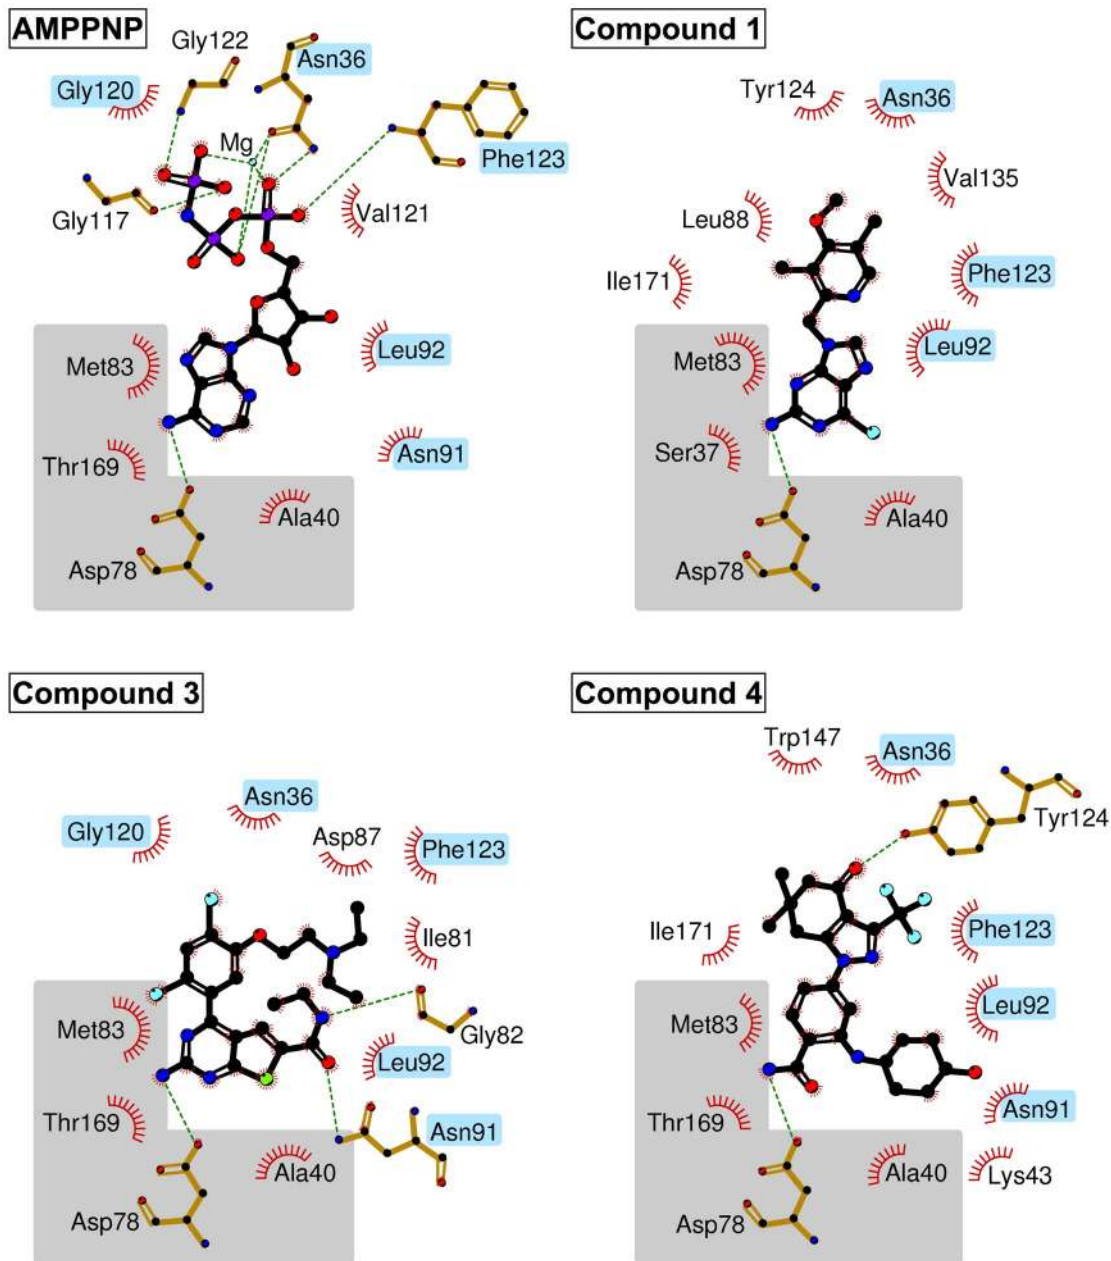 AMPPNP
Gly122
Asn36
Gly120
Mg
Phe123
Gly117
Val121
Met83
Leu92
Thr169
Asn91
Ala40
Asp78
Compound 1
Tyr124
Asn36
Val135
Leu88
Ile171
Phe123
Met83
Leu92
Ser37
Ala40
Asp78
Compound 3
Asn36
Gly120
Asp87
Phe123
Ile81
Met83
Gly82
Leu92
Thr169
Asn91
Ala40
Asp78
Compound 4
Trp147
Asn36
Tyr124
Ile171
Phe123
Met83
Leu92
Thr169
Asn91
Ala40
Lys43
Asp78